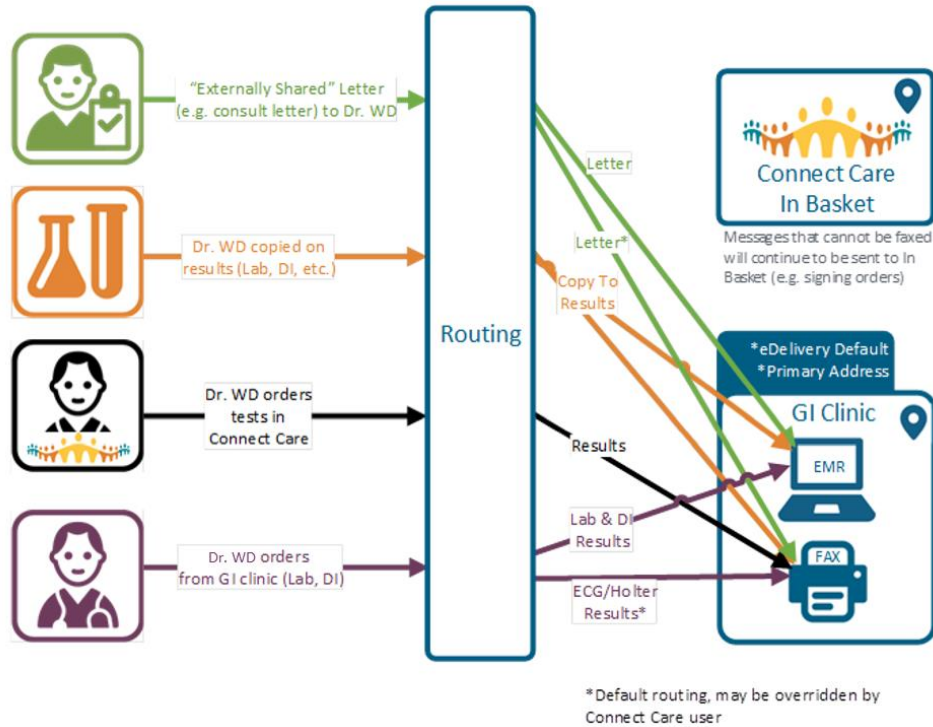 “Externally Shared” Letter
(e.g. consult letter) to Dr. WD
Dr. WD copied on
results (Lab, DI, etc.)
Dr. WD orders
tests in
Connect Care
Dr. WD orders
from GI clinic (Lab, DI)
Routing
Letter
Letter*
Copy To
Results
Results
Lab & DI
Results
ECG/Holter
Results*
Connect Care
In Basket
Messages that cannot be faxed
will continue to be sent to In
Basket (e.g. signing orders)
*eDelivery Default
*Primary Address
GI Clinic
EMR
FAX
*Default routing, may be overridden by
Connect Care user